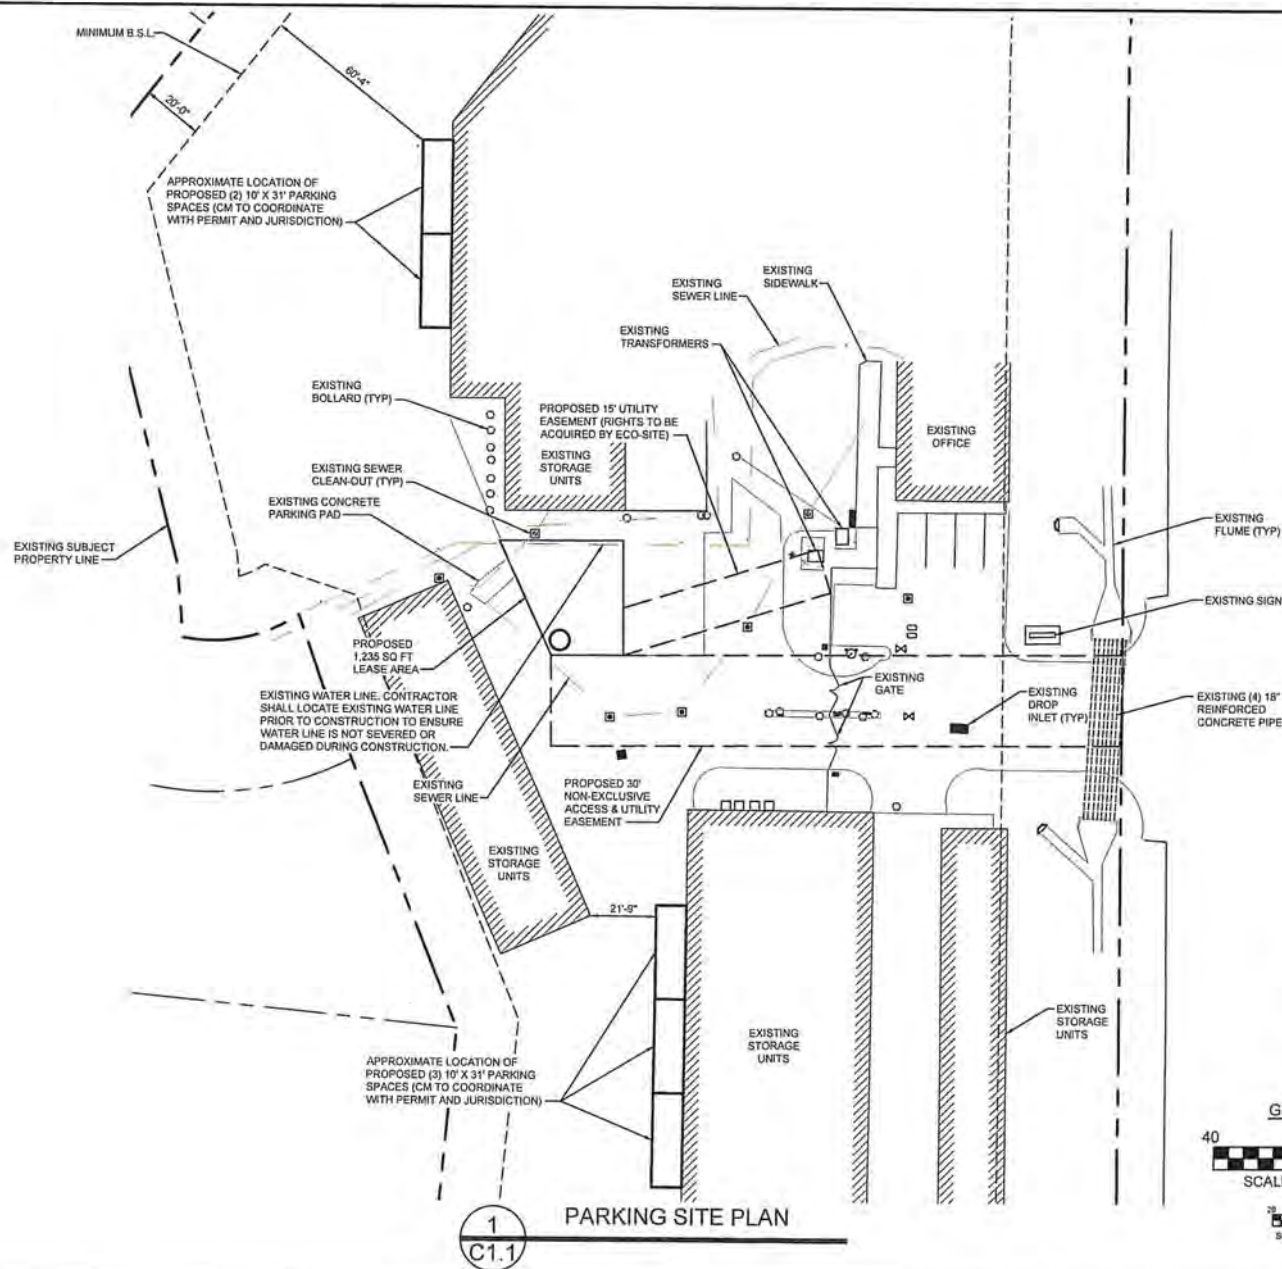 MINIMUM B.S.L.
60'-4"
20'-0"
APPROXIMATE LOCATION OF
PROPOSED (2) 10' X 31' PARKING
SPACES (CM TO COORDINATE
WITH PERMIT AND JURISDICTION)
EXISTING
SIDEWALK
EXISTING
SEWER LINE
EXISTING
TRANSFORMERS
EXISTING
BOLLARD (TYP)
PROPOSED 15' UTILITY
EASEMENT (RIGHTS TO BE
ACQUIRED BY ECO-SITE)
EXISTING
OFFICE
EXISTING
STORAGE
UNITS
EXISTING SEWER
CLEAN-OUT (TYP)
EXISTING CONCRETE
PARKING PAD
EXISTING SUBJECT
PROPERTY LINE
EXISTING
FLUME (TYP)
EXISTING SIGN
PROPOSED
1,235 SQ FT
LEASE AREA
EXISTING
GATE
EXISTING WATER LINE. CONTRACTOR
SHALL LOCATE EXISTING WATER LINE
PRIOR TO CONSTRUCTION TO ENSURE
WATER LINE IS NOT SEVERED OR
DAMAGED DURING CONSTRUCTION.
EXISTING
DROP
INLET (TYP)
EXISTING (4) 18"
REINFORCED
CONCRETE PIPE
EXISTING
SEWER LINE
PROPOSED 30'
NON-EXCLUSIVE
ACCESS & UTILITY
EASEMENT
EXISTING
STORAGE
UNITS
21'-9"
EXISTING
STORAGE
UNITS
EXISTING
STORAGE
UNITS
APPROXIMATE LOCATION OF
PROPOSED (3) 10' X 31' PARKING
SPACES (CM TO COORDINATE
WITH PERMIT AND JURISDICTION)
G
40
SCAL
1
C1.1
PARKING SITE PLAN